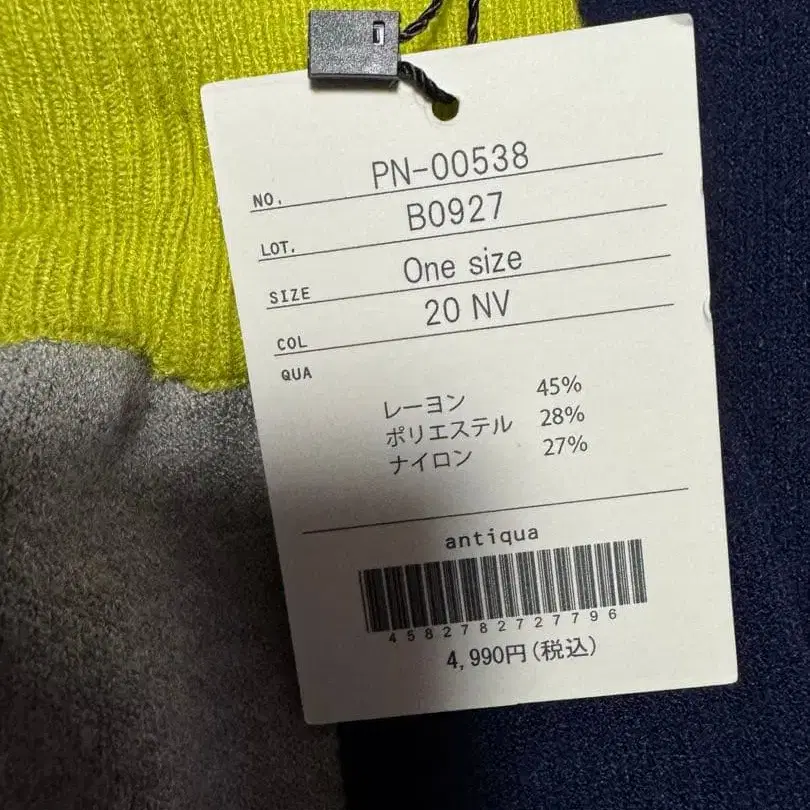 NO. PN-00538
LOT. B0927
SIZE One size
COL 20 NV
QUA
レーヨン 45%
ポリエステル 28%
ナイロン 27%
antiqua
4582782727796
4,990円(税込)